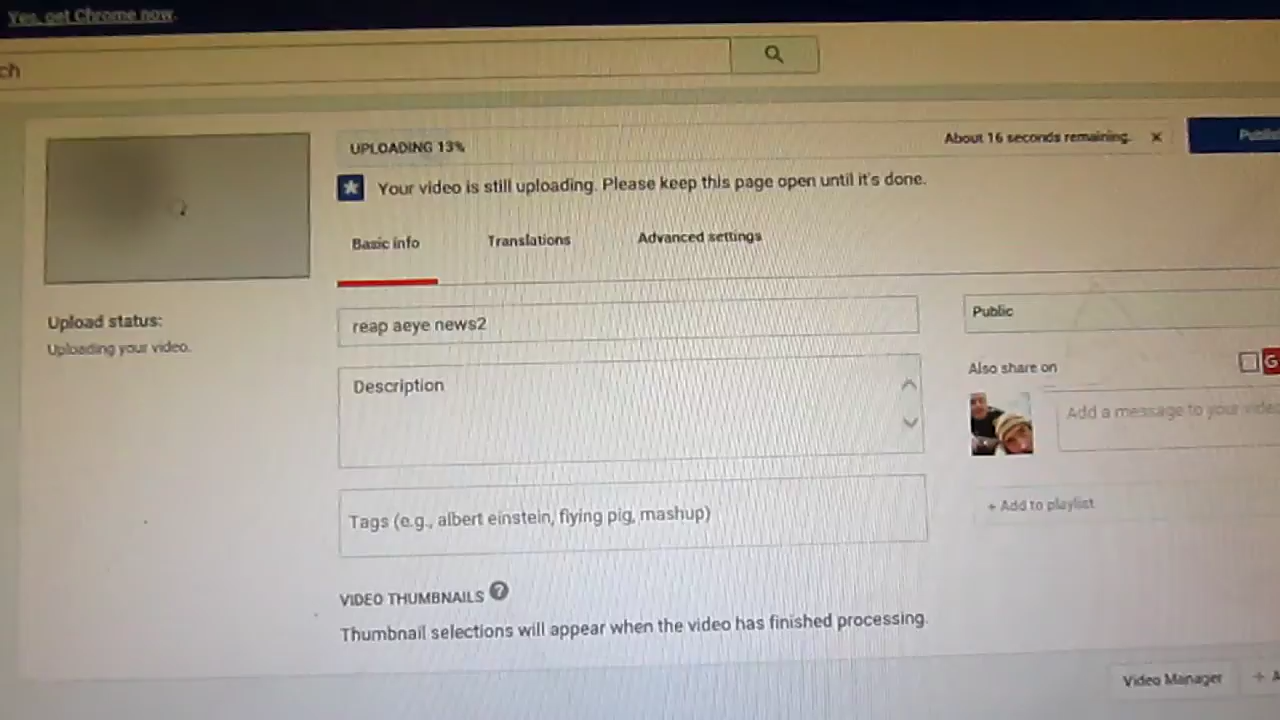 Yes, get Chrome now.
ch
UPLOADING 13%
About 16 seconds remaining.
Your video is still uploading. Please keep this page open until it's done.
Basic info
Translations
Advanced settings
Upload status:
Uploading your video.
reap aeye news2
Public
Description
Also share on
G
Add a message to your video
Tags (e.g., albert einstein, flying pig, mashup)
+ Add to playlist
VIDEO THUMBNAILS ?
Thumbnail selections will appear when the video has finished processing.
Video Manager
+ A